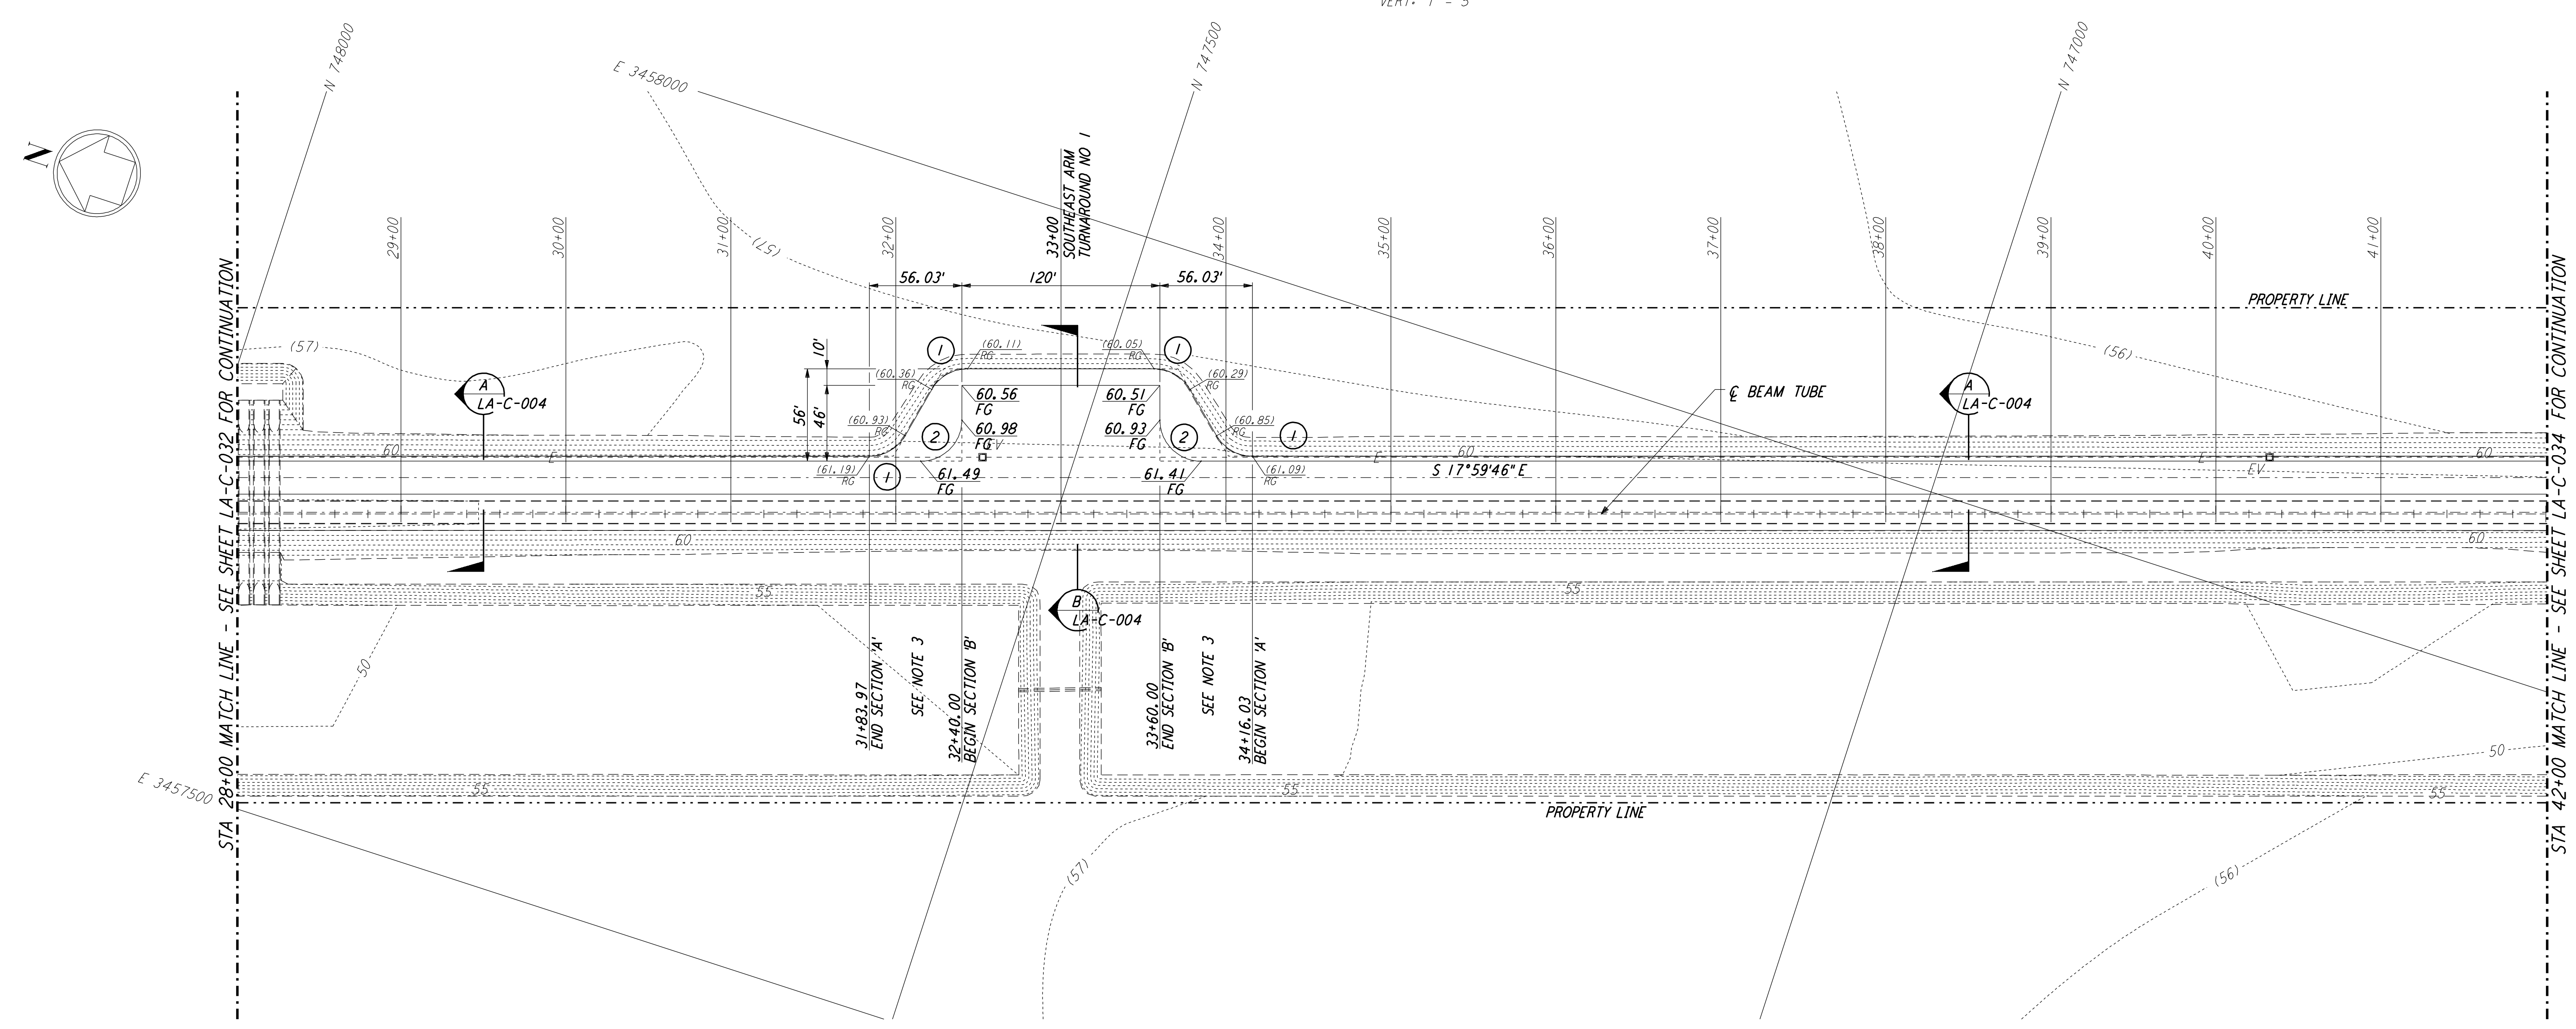 VERT. 1"=5'
N 748000
N 747500
N 747000
E 3458000
N
29+00
30+00
31+00
32+00
33+00
SOUTHEAST ARM
TURNAROUND NO 1
34+00
35+00
36+00
37+00
38+00
39+00
40+00
41+00
(57)
56.03'
120'
56.03'
PROPERTY LINE
STA 28+00 MATCH LINE - SEE SHEET LA-C-032 FOR CONTINUATION
STA 42+00 MATCH LINE - SEE SHEET LA-C-034 FOR CONTINUATION
(57)
(56)
10'
56'
46'
1
(60.11)
RG
(60.05)
RG
1
(60.36)
RG
(60.29)
RG
A
LA-C-004
60.56
FG
60.51
FG
℄ BEAM TUBE
A
LA-C-004
(60.93)
RG
2
60.98
FG
EV
60.93
FG
2
(60.85)
RG
1
60
E
(61.19)
RG
1
61.49
FG
61.41
FG
(61.09)
RG
E
60
S 17°59'46" E
E
EV
60
60
60
55
55
B
LA-C-004
50
31+83.97
END SECTION 'A'
SEE NOTE 3
32+40.00
BEGIN SECTION 'B'
33+60.00
END SECTION 'B'
SEE NOTE 3
34+16.03
BEGIN SECTION 'A'
50
E 3457500
55
55
55
PROPERTY LINE
(57)
(56)